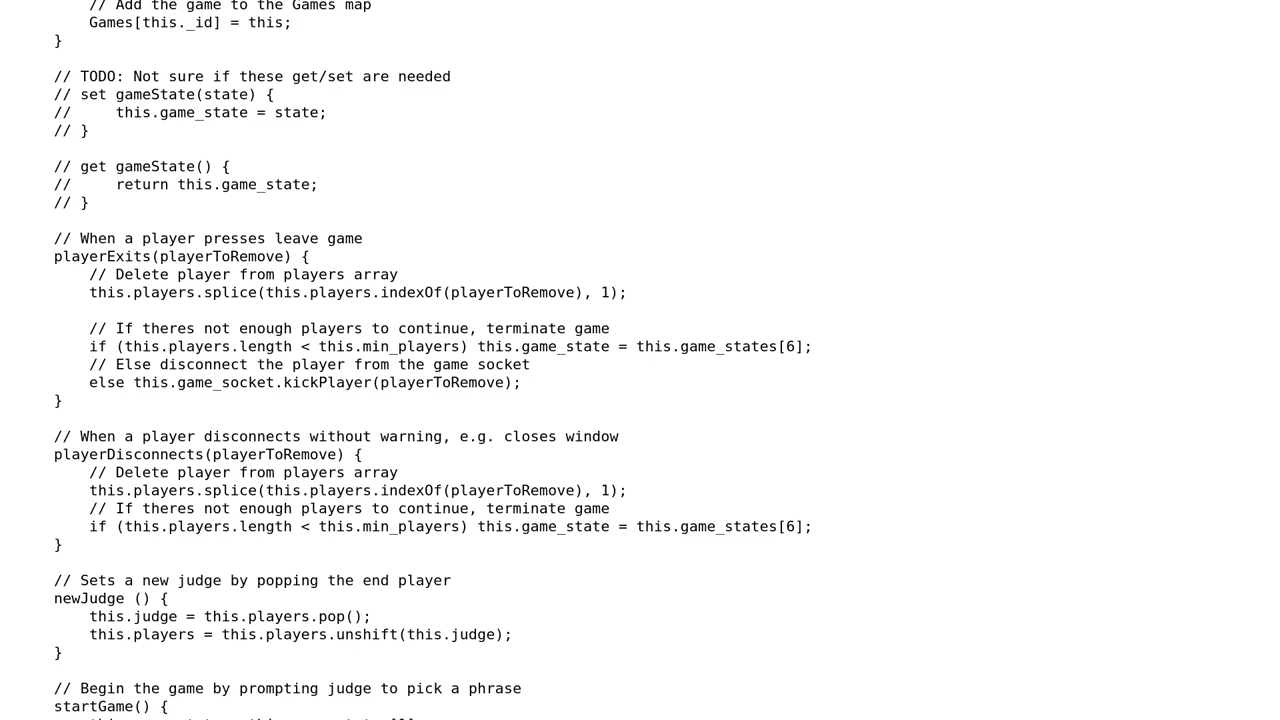 // Add the game to the Games map
Games[this._id] = this;
}
// TODO: Not sure if these get/set are needed
// set gameState(state) {
//     this.game_state = state;
// }
// get gameState() {
//     return this.game_state;
// }
// When a player presses leave game
playerExits(playerToRemove) {
// Delete player from players array
this.players.splice(this.players.indexOf(playerToRemove), 1);
// If theres not enough players to continue, terminate game
if (this.players.length < this.min_players) this.game_state = this.game_states[6];
// Else disconnect the player from the game socket
else this.game_socket.kickPlayer(playerToRemove);
}
// When a player disconnects without warning, e.g. closes window
playerDisconnects(playerToRemove) {
// Delete player from players array
this.players.splice(this.players.indexOf(playerToRemove), 1);
// If theres not enough players to continue, terminate game
if (this.players.length < this.min_players) this.game_state = this.game_states[6];
}
// Sets a new judge by popping the end player
newJudge () {
this.judge = this.players.pop();
this.players = this.players.unshift(this.judge);
}
// Begin the game by prompting judge to pick a phrase
startGame() {